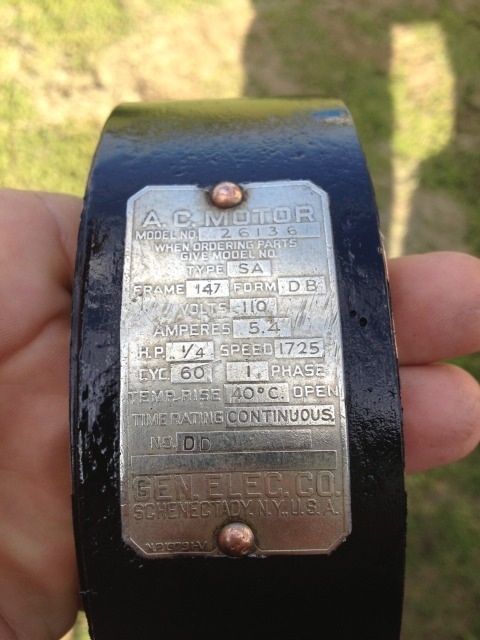 A.C. MOTOR
MODEL NO. 26136
WHEN ORDERING PARTS
GIVE MODEL NO.
TYPE SA
FRAME 147 FORM DB
VOLTS 110
AMPERES 5.4
H.P. 1/4 SPEED 1725
CYC. 60 1. PHASE
TEMP. RISE 40°C. OPEN
TIME RATING CONTINUOUS.
NO. DD
GEN. ELEC. CO.
SCHENECTADY, N.Y., U.S.A.